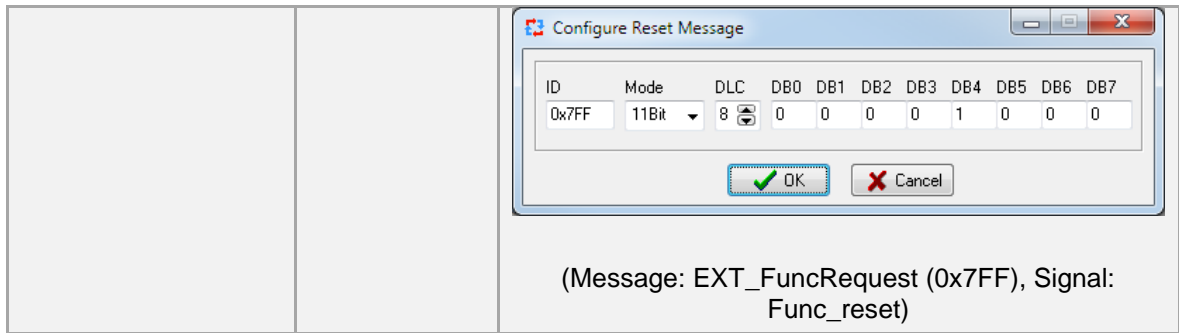 Configure Reset Message
ID Mode DLC DB0 DB1 DB2 DB3 DB4 DB5 DB6 DB7
0x7FF 11Bit 8 0 0 0 0 1 0 0 0
OK Cancel
(Message: EXT_FuncRequest (0x7FF), Signal:
Func_reset)